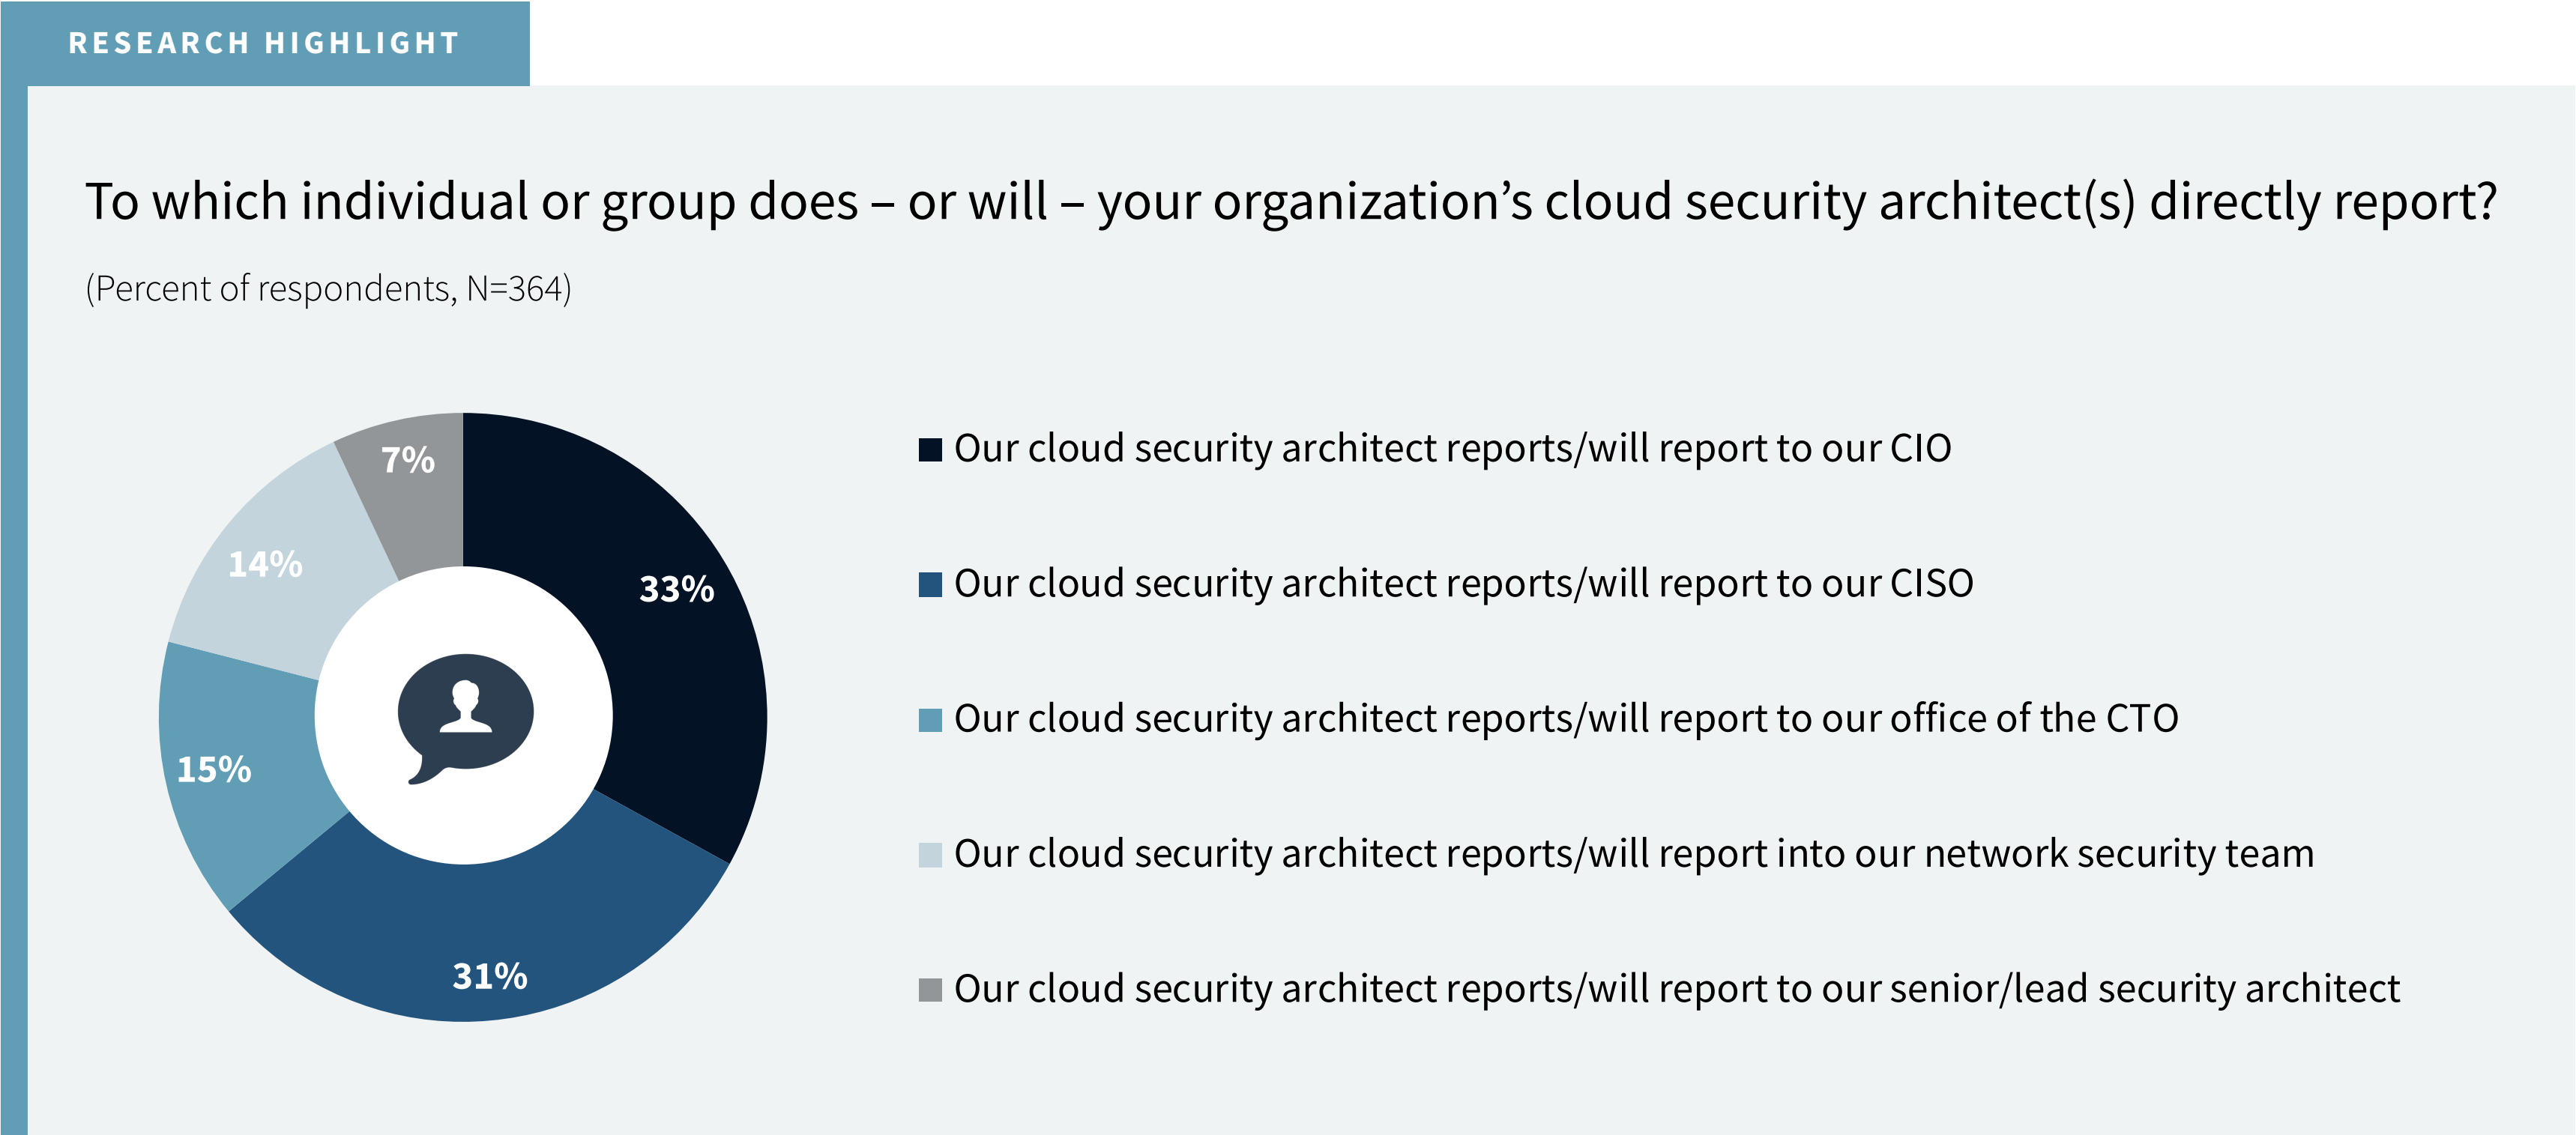 RESEARCH HIGHLIGHT
To which individual or group does – or will – your organization’s cloud security architect(s) directly report?
(Percent of respondents, N=364)
7%
14%
33%
15%
31%
Our cloud security architect reports/will report to our CIO
Our cloud security architect reports/will report to our CISO
Our cloud security architect reports/will report to our office of the CTO
Our cloud security architect reports/will report into our network security team
Our cloud security architect reports/will report to our senior/lead security architect